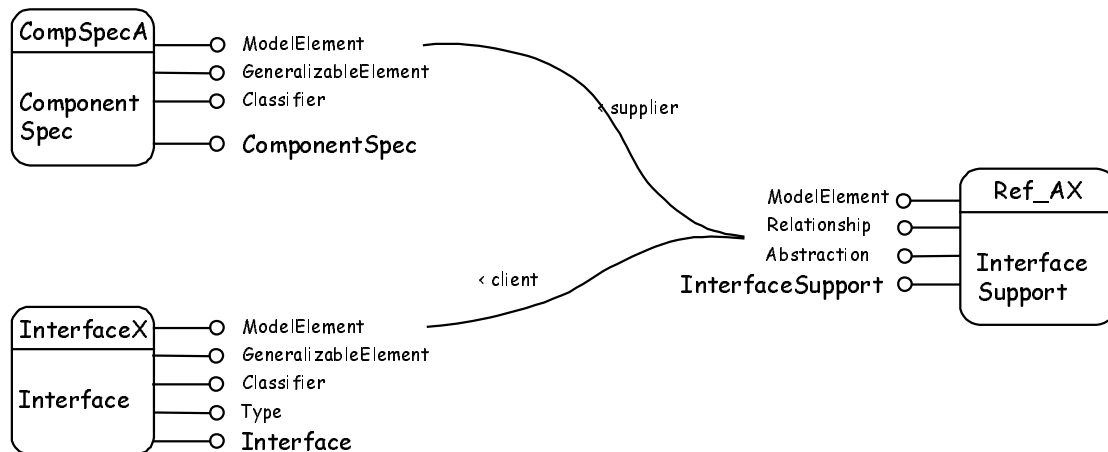 CompSpecA
Component
Spec
ModelElement
GeneralizableElement
Classifier
ComponentSpec
< supplier
< client
ModelElement
Relationship
Abstraction
InterfaceSupport
Ref_AX
Interface
Support
InterfaceX
Interface
ModelElement
GeneralizableElement
Classifier
Type
Interface